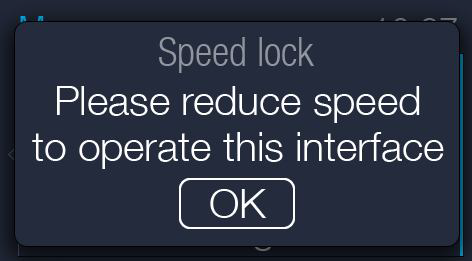 Speed lock
Please reduce speed
to operate this interface
OK